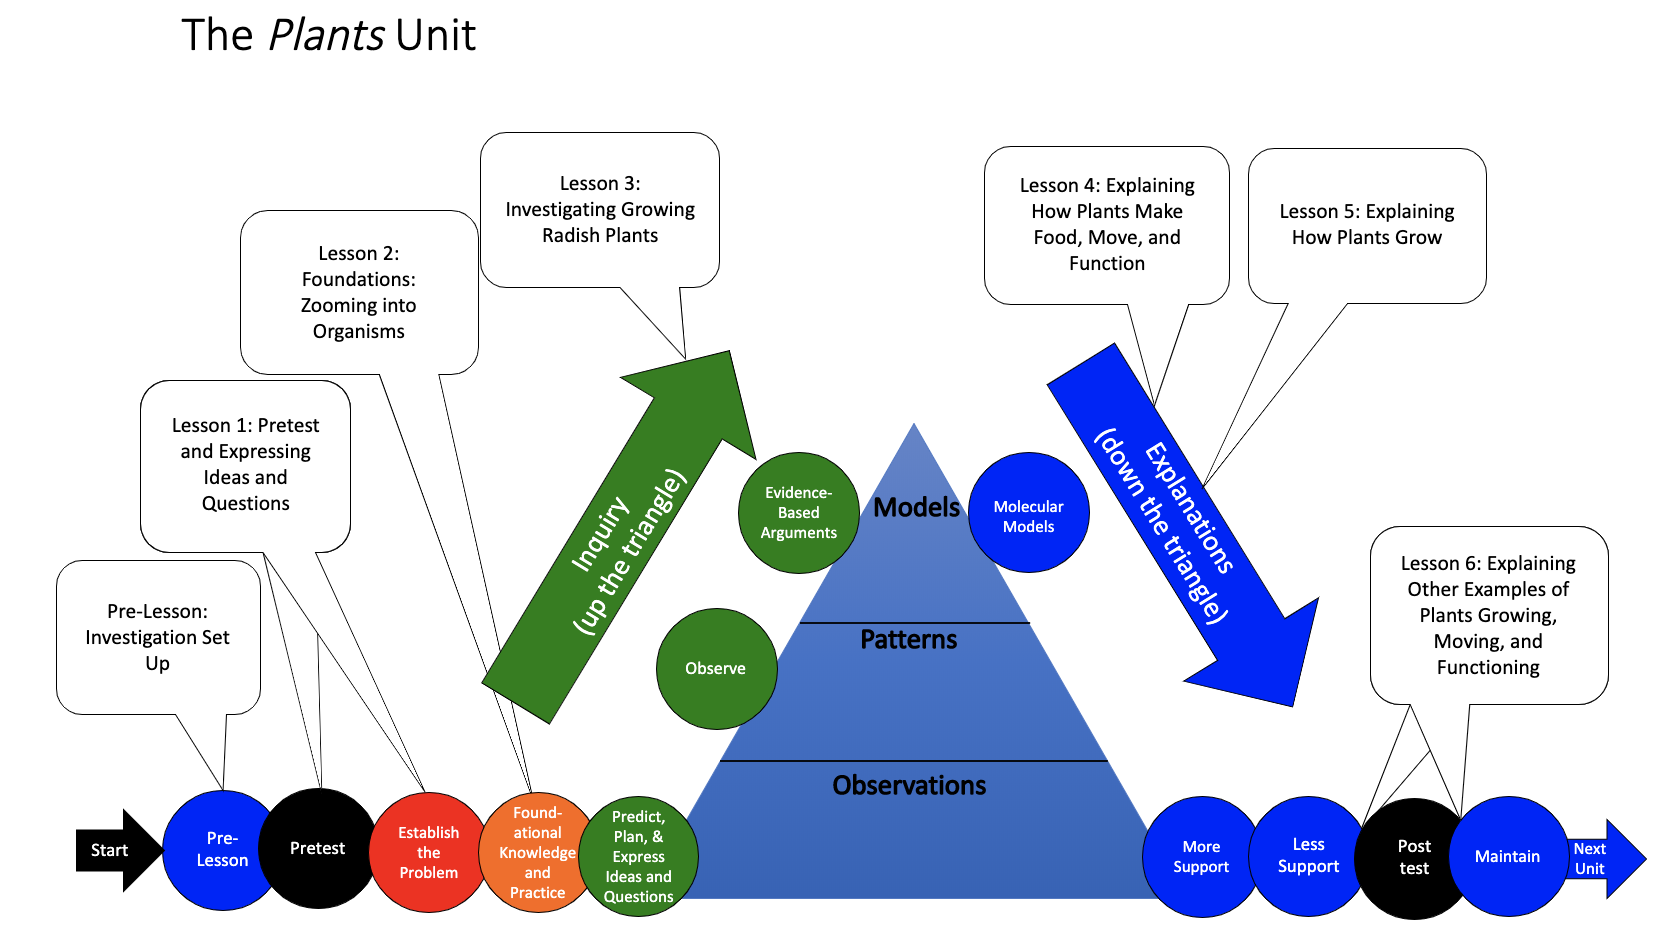 The Plants Unit
Lesson 3:
Investigating Growing
Radish Plants
Lesson 4: Explaining
How Plants Make
Food, Move, and
Function
Lesson 5: Explaining
How Plants Grow
Lesson 2:
Foundations:
Zooming into
Organisms
Lesson 1: Pretest
and Expressing
Ideas and
Questions
Pre-Lesson:
Investigation Set
Up
Inquiry
(up the triangle)
Evidence-
Based
Arguments
Models
Molecular
Models
Explanations
(down the triangle)
Lesson 6: Explaining
Other Examples of
Plants Growing,
Moving, and
Functioning
Observe
Patterns
Observations
Start
Pre-
Lesson
Pretest
Establish
the
Problem
Found-
ational
Knowledge
and
Practice
Predict,
Plan, &
Express
Ideas and
Questions
More
Support
Less
Support
Post
test
Maintain
Next
Unit